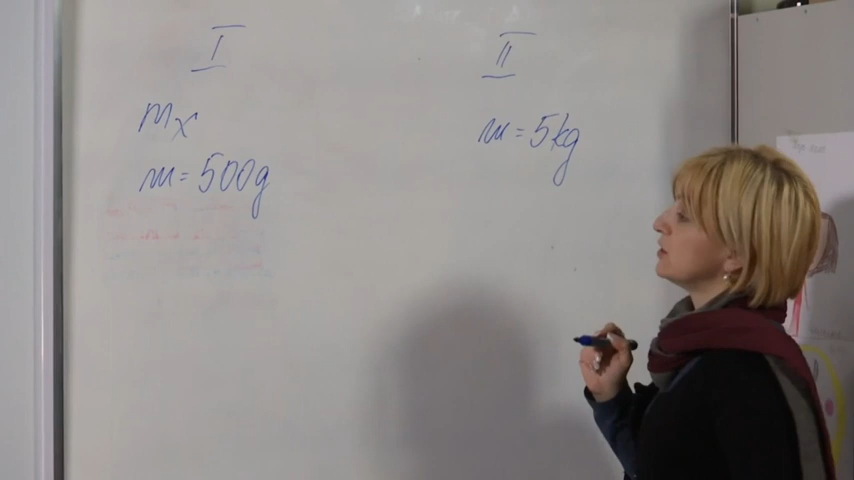 I
mx
m = 500g
II
m = 5kg